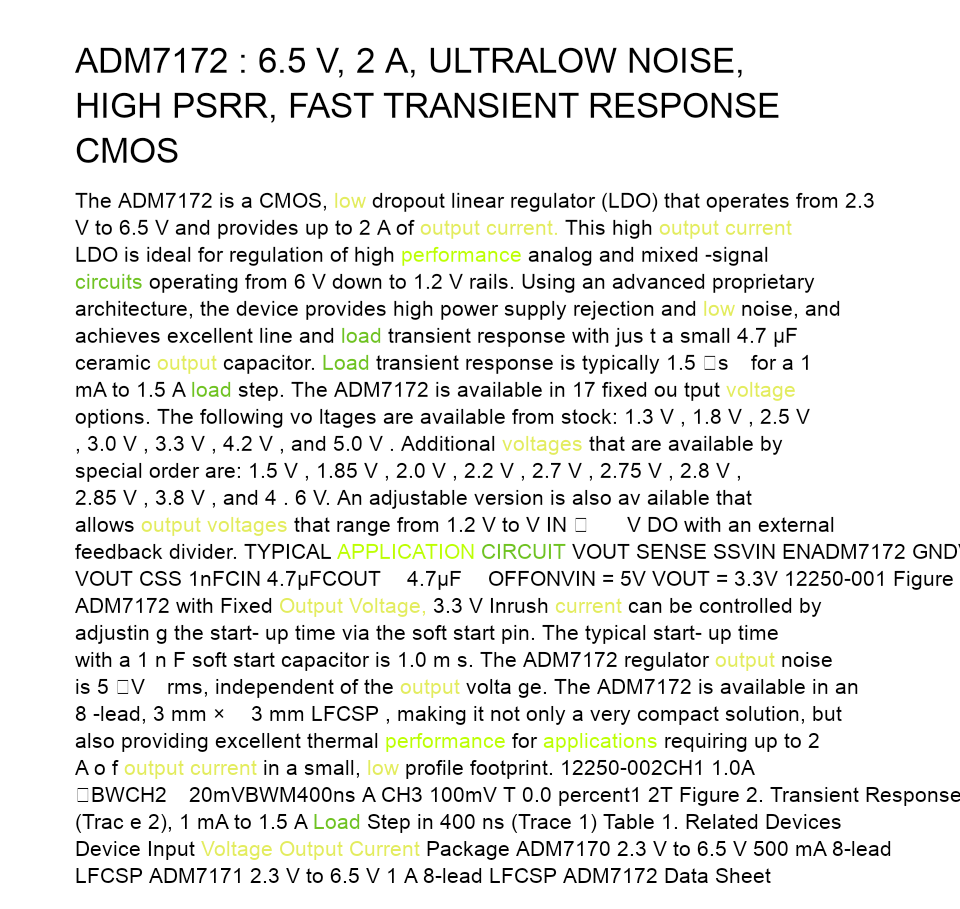 ADM7172 : 6.5 V, 2 A, ULTRALOW NOISE,
HIGH PSRR, FAST TRANSIENT RESPONSE
CMOS
The ADM7172 is a CMOS, low dropout linear regulator (LDO) that operates from 2.3
V to 6.5 V and provides up to 2 A of output current. This high output current
LDO is ideal for regulation of high performance analog and mixed -signal
circuits operating from 6 V down to 1.2 V rails. Using an advanced proprietary
architecture, the device provides high power supply rejection and low noise, and
achieves excellent line and load transient response with jus t a small 4.7 µF
ceramic output capacitor. Load transient response is typically 1.5 □s for a 1
mA to 1.5 A load step. The ADM7172 is available in 17 fixed ou tput voltage
options. The following vo ltages are available from stock: 1.3 V , 1.8 V , 2.5 V
, 3.0 V , 3.3 V , 4.2 V , and 5.0 V . Additional voltages that are available by
special order are: 1.5 V , 1.85 V , 2.0 V , 2.2 V , 2.7 V , 2.75 V , 2.8 V ,
2.85 V , 3.8 V , and 4 . 6 V. An adjustable version is also av ailable that
allows output voltages that range from 1.2 V to V IN □ V DO with an external
feedback divider. TYPICAL APPLICATION CIRCUIT VOUT SENSE SSVIN ENADM7172 GND
VOUT CSS 1nFCIN 4.7µFCOUT 4.7µF OFFONVIN = 5V VOUT = 3.3V 12250-001 Figure
ADM7172 with Fixed Output Voltage, 3.3 V Inrush current can be controlled by
adjustin g the start- up time via the soft start pin. The typical start- up time
with a 1 n F soft start capacitor is 1.0 m s. The ADM7172 regulator output noise
is 5 □V rms, independent of the output volta ge. The ADM7172 is available in an
8 -lead, 3 mm × 3 mm LFCSP , making it not only a very compact solution, but
also providing excellent thermal performance for applications requiring up to 2
A o f output current in a small, low profile footprint. 12250-002CH1 1.0A
□BWCH2 20mVBWM400ns A CH3 100mV T 0.0 percent1 2T Figure 2. Transient Response
(Trac e 2), 1 mA to 1.5 A Load Step in 400 ns (Trace 1) Table 1. Related Devices
Device Input Voltage Output Current Package ADM7170 2.3 V to 6.5 V 500 mA 8-lead
LFCSP ADM7171 2.3 V to 6.5 V 1 A 8-lead LFCSP ADM7172 Data Sheet